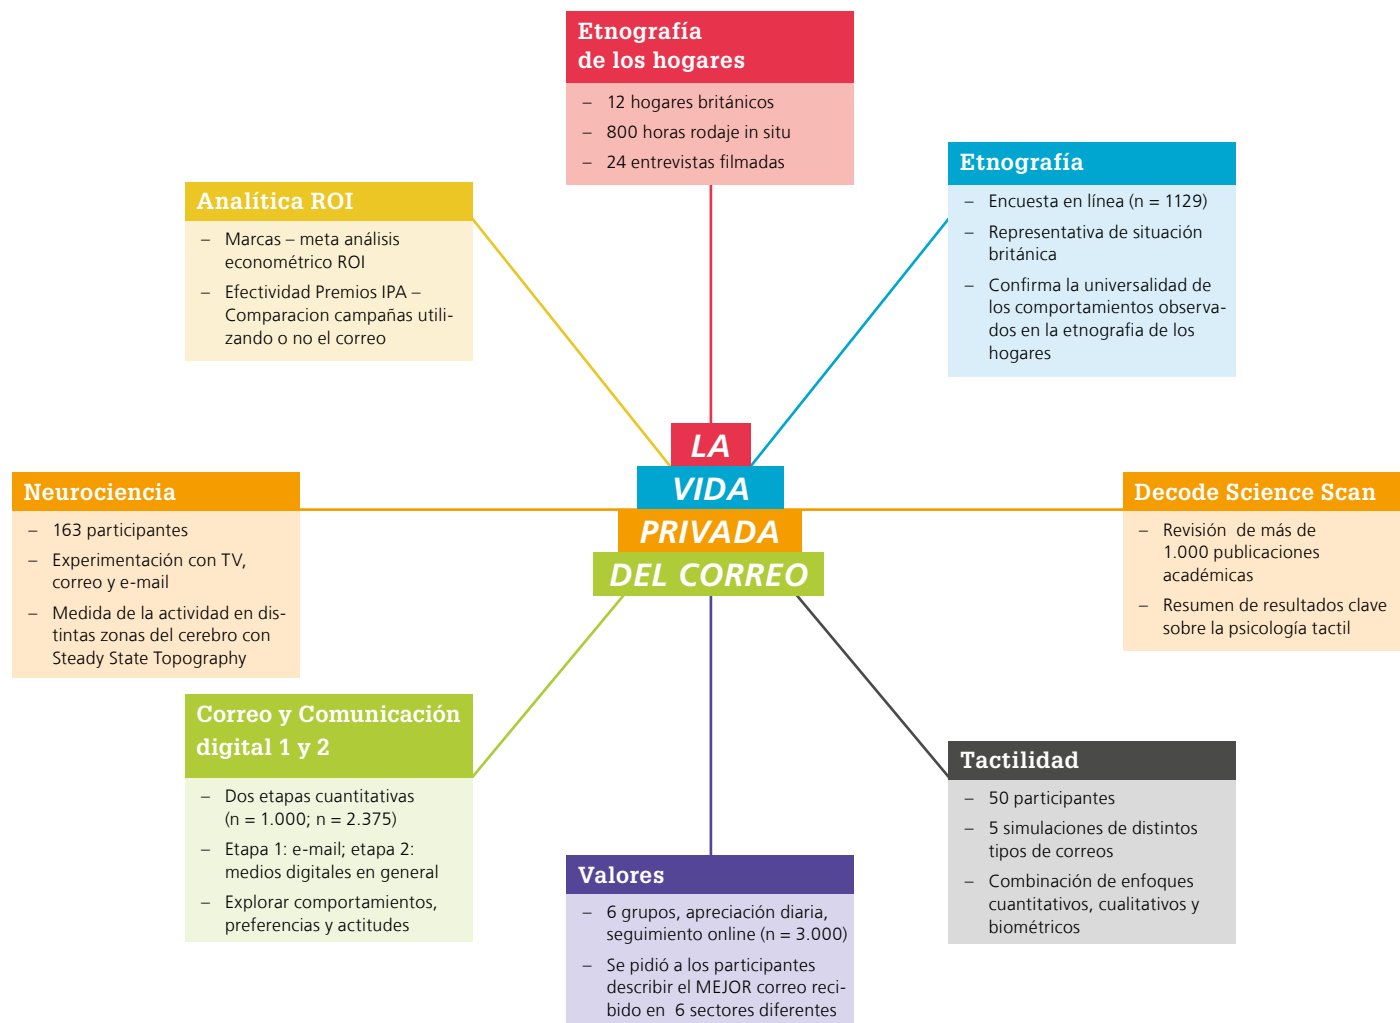 Etnografía
de los hogares
– 12 hogares británicos
– 800 horas rodaje in situ
– 24 entrevistas filmadas
Etnografía
– Encuesta en línea (n = 1129)
– Representativa de situación
británica
– Confirma la universalidad de
los comportamientos observa-
dos en la etnografia de los
hogares
Analítica ROI
– Marcas – meta análisis
econométrico ROI
– Efectividad Premios IPA –
Comparacion campañas utili-
zando o no el correo
LA
VIDA
PRIVADA
DEL CORREO
Neurociencia
– 163 participantes
– Experimentación con TV,
correo y e-mail
– Medida de la actividad en dis-
tintas zonas del cerebro con
Steady State Topography
Decode Science Scan
– Revisión de más de
1.000 publicaciones
académicas
– Resumen de resultados clave
sobre la psicología tactil
Correo y Comunicación
digital 1 y 2
– Dos etapas cuantitativas
(n = 1.000; n = 2.375)
– Etapa 1: e-mail; etapa 2:
medios digitales en general
– Explorar comportamientos,
preferencias y actitudes
Tactilidad
– 50 participantes
– 5 simulaciones de distintos
tipos de correos
– Combinación de enfoques
cuantitativos, cualitativos y
biométricos
Valores
– 6 grupos, apreciación diaria,
seguimiento online (n = 3.000)
– Se pidió a los participantes
describir el MEJOR correo reci-
bido en 6 sectores diferentes